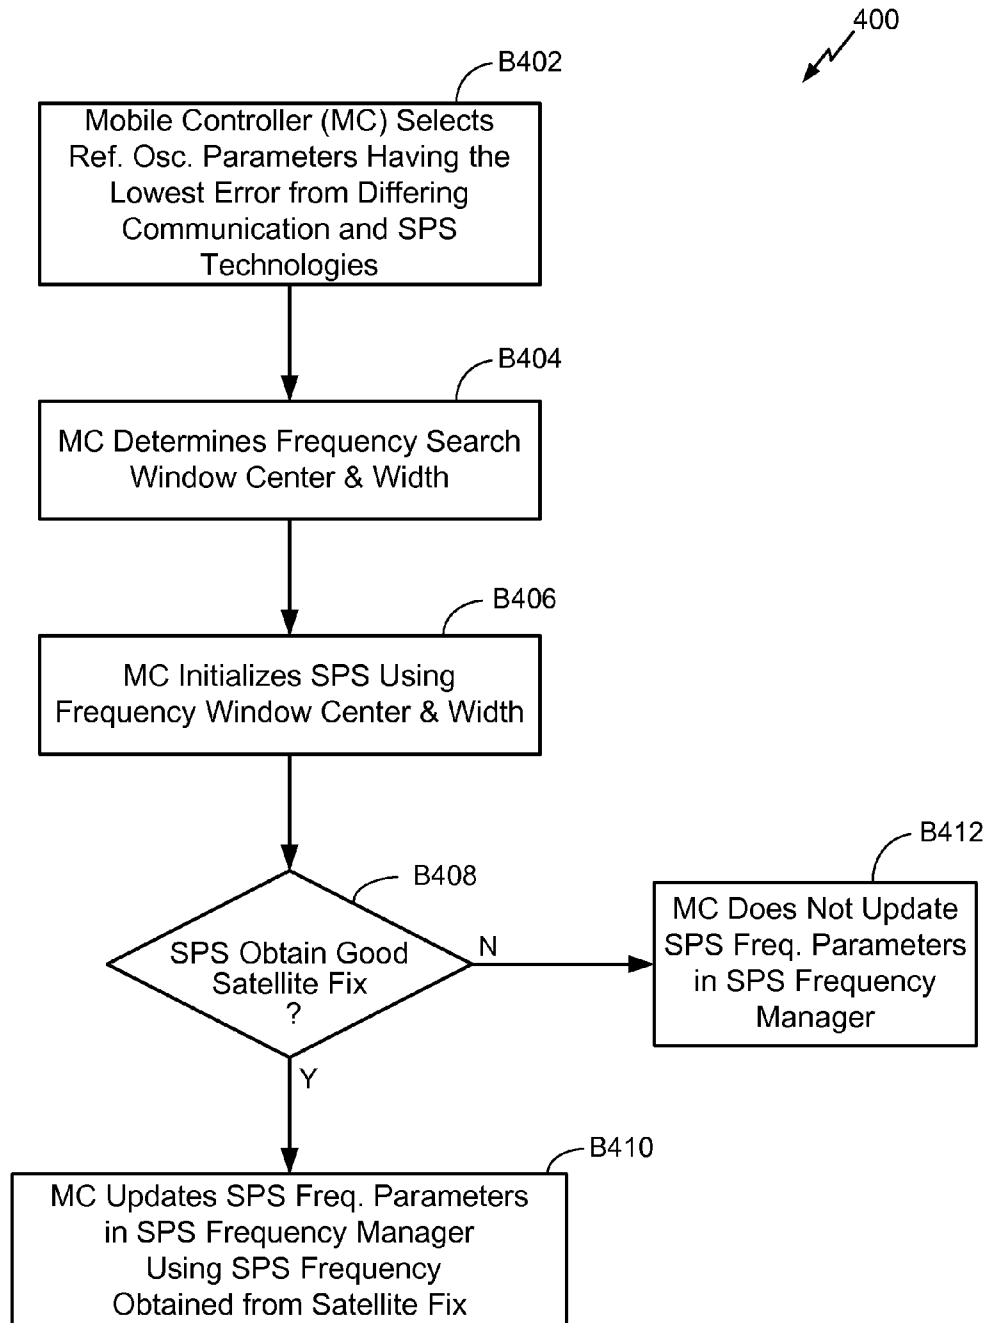 400
B402
Mobile Controller (MC) Selects
Ref. Osc. Parameters Having the
Lowest Error from Differing
Communication and SPS
Technologies
B404
MC Determines Frequency Search
Window Center & Width
B406
MC Initializes SPS Using
Frequency Window Center & Width
B408
SPS Obtain Good
Satellite Fix
?
N
Y
B412
MC Does Not Update
SPS Freq. Parameters
in SPS Frequency
Manager
B410
MC Updates SPS Freq. Parameters
in SPS Frequency Manager
Using SPS Frequency
Obtained from Satellite Fix